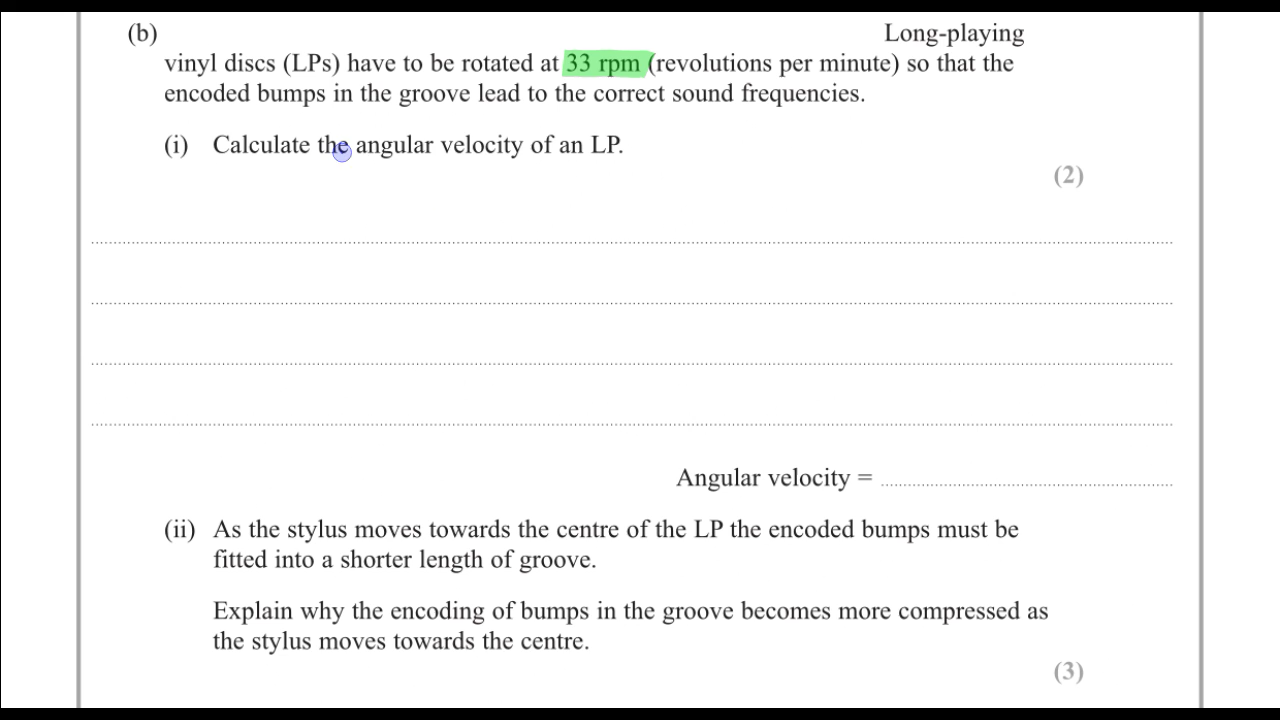 (b) Long-playing
vinyl discs (LPs) have to be rotated at 33 rpm (revolutions per minute) so that the
encoded bumps in the groove lead to the correct sound frequencies.
(i) Calculate the angular velocity of an LP.
(2)
Angular velocity =
(ii) As the stylus moves towards the centre of the LP the encoded bumps must be
fitted into a shorter length of groove.
Explain why the encoding of bumps in the groove becomes more compressed as
the stylus moves towards the centre.
(3)